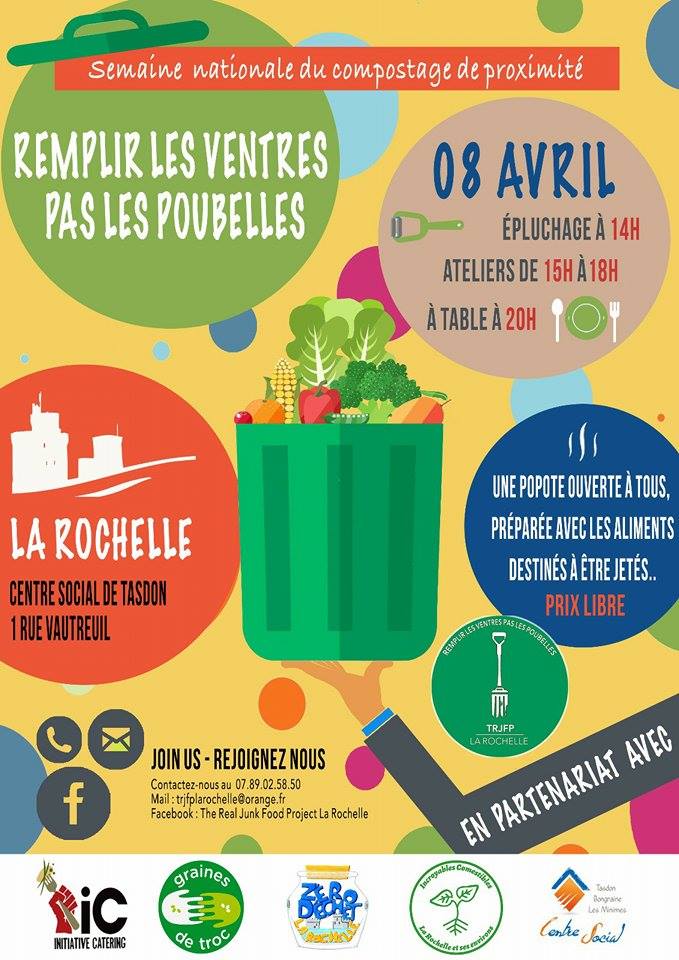 Semaine nationale du compostage de proximité
REMPLIR LES VENTRES
PAS LES POUBELLES
08 AVRIL
ÉPLUCHAGE À 14H
ATELIERS DE 15H À 18H
À TABLE À 20H
LA ROCHELLE
CENTRE SOCIAL DE TASDON
1 RUE VAUTREUIL
UNE POPOTE OUVERTE À TOUS,
PRÉPARÉE AVEC LES ALIMENTS
DESTINÉS À ÊTRE JETÉS..
PRIX LIBRE
REMPLIR LES VENTRES PAS LES POUBELLES
TRJFP
LA ROCHELLE
JOIN US - REJOIGNEZ NOUS
Contactez-nous au 07.89.02.58.50
Mail : trjfplarochelle@orange.fr
Facebook : The Real Junk Food Project La Rochelle
EN PARTENARIAT AVEC
iC
INITIATIVE CATERING
graines
de troc
ZERO
DECHET
LA ROCHELLE
Incroyables Comestibles
La Rochelle et ses environs
Tasdon
Bongraine
Les Minimes
Centre Social